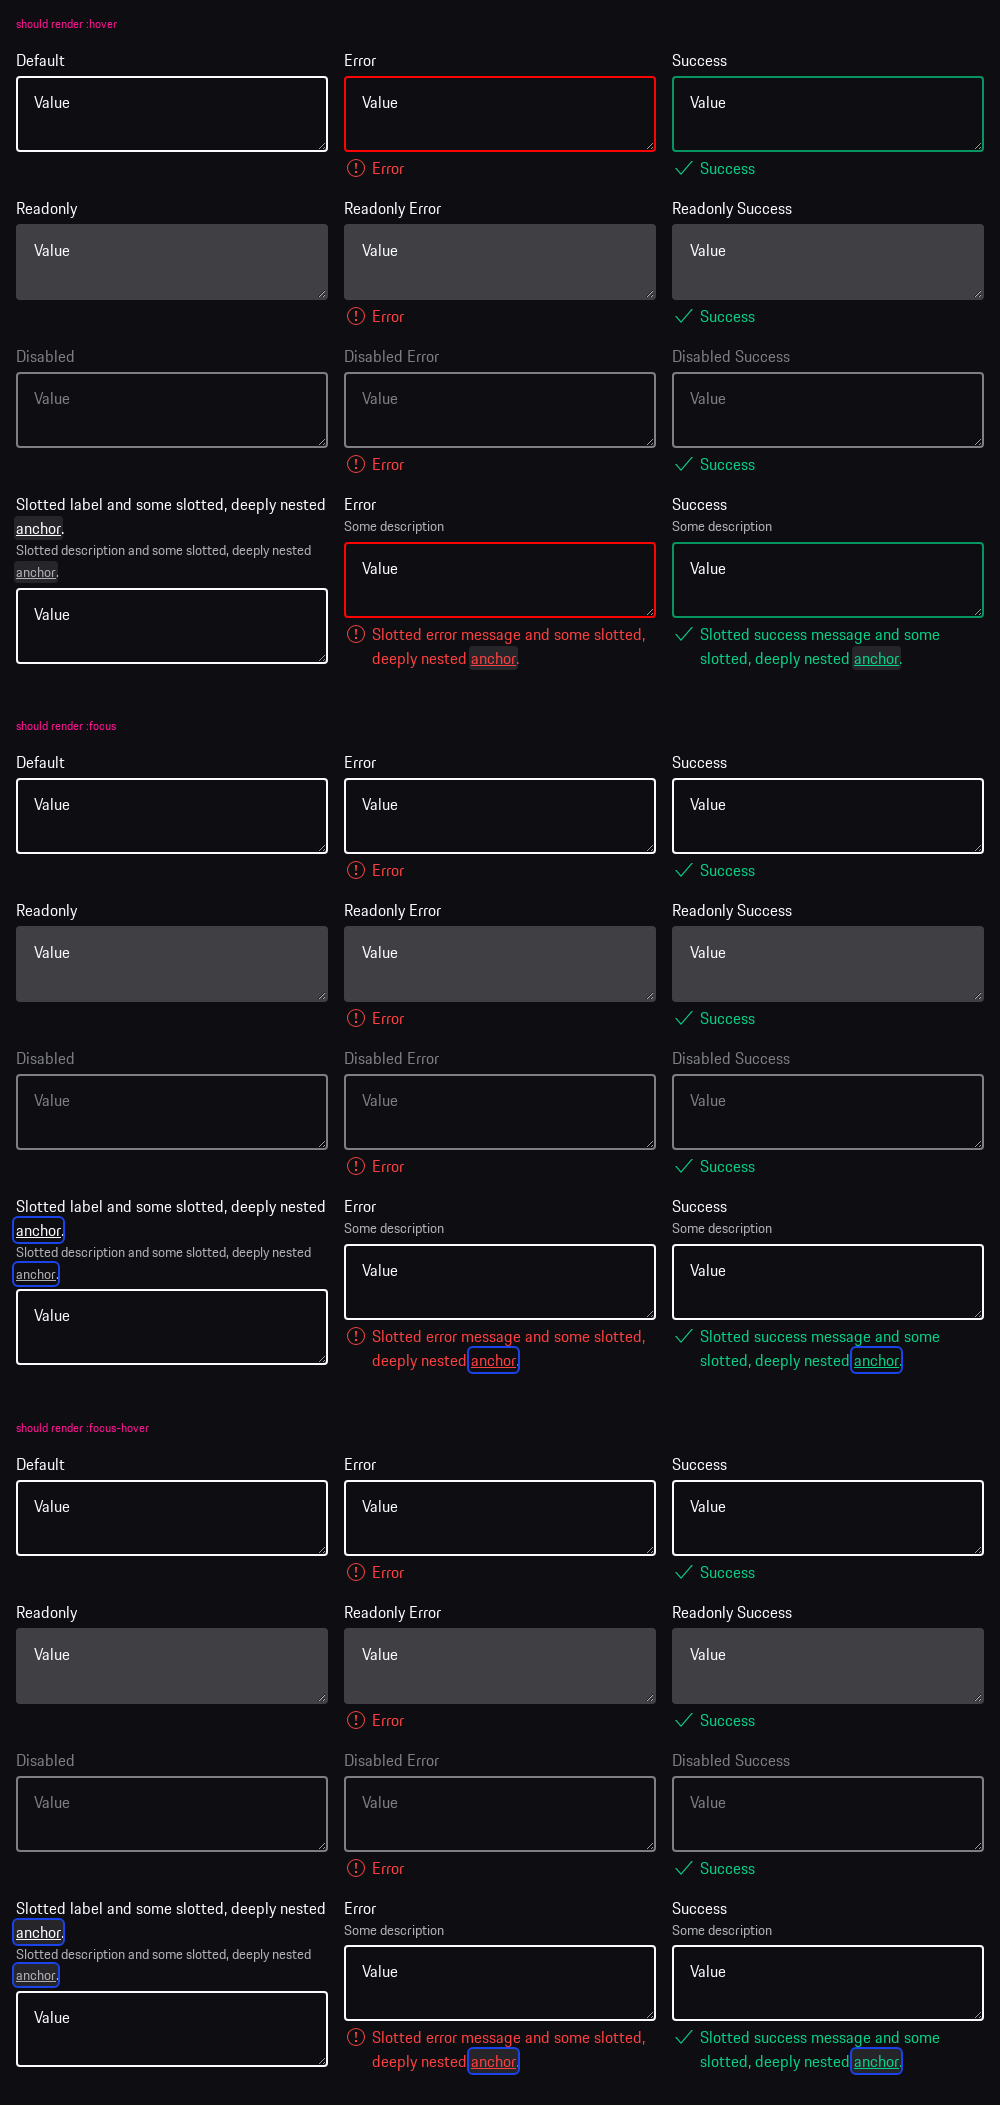 should render :hover
Default
Error
Success
Value
Value
Value
Error
Success
Readonly
Readonly Error
Readonly Success
Value
Value
Value
Error
Success
Disabled
Disabled Error
Disabled Success
Value
Value
Value
Error
Success
Slotted label and some slotted, deeply nested
anchor.
Slotted description and some slotted, deeply nested
anchor.
Value
Error
Some description
Value
Slotted error message and some slotted,
deeply nested anchor.
Success
Some description
Value
Slotted success message and some
slotted, deeply nested anchor.
should render :focus
Default
Error
Success
Value
Value
Value
Error
Success
Readonly
Readonly Error
Readonly Success
Value
Value
Value
Error
Success
Disabled
Disabled Error
Disabled Success
Value
Value
Value
Error
Success
Slotted label and some slotted, deeply nested
anchor.
Slotted description and some slotted, deeply nested
anchor.
Value
Error
Some description
Value
Slotted error message and some slotted,
deeply nested anchor.
Success
Some description
Value
Slotted success message and some
slotted, deeply nested anchor.
should render :focus-hover
Default
Error
Success
Value
Value
Value
Error
Success
Readonly
Readonly Error
Readonly Success
Value
Value
Value
Error
Success
Disabled
Disabled Error
Disabled Success
Value
Value
Value
Error
Success
Slotted label and some slotted, deeply nested
anchor.
Slotted description and some slotted, deeply nested
anchor.
Value
Error
Some description
Value
Slotted error message and some slotted,
deeply nested anchor.
Success
Some description
Value
Slotted success message and some
slotted, deeply nested anchor.